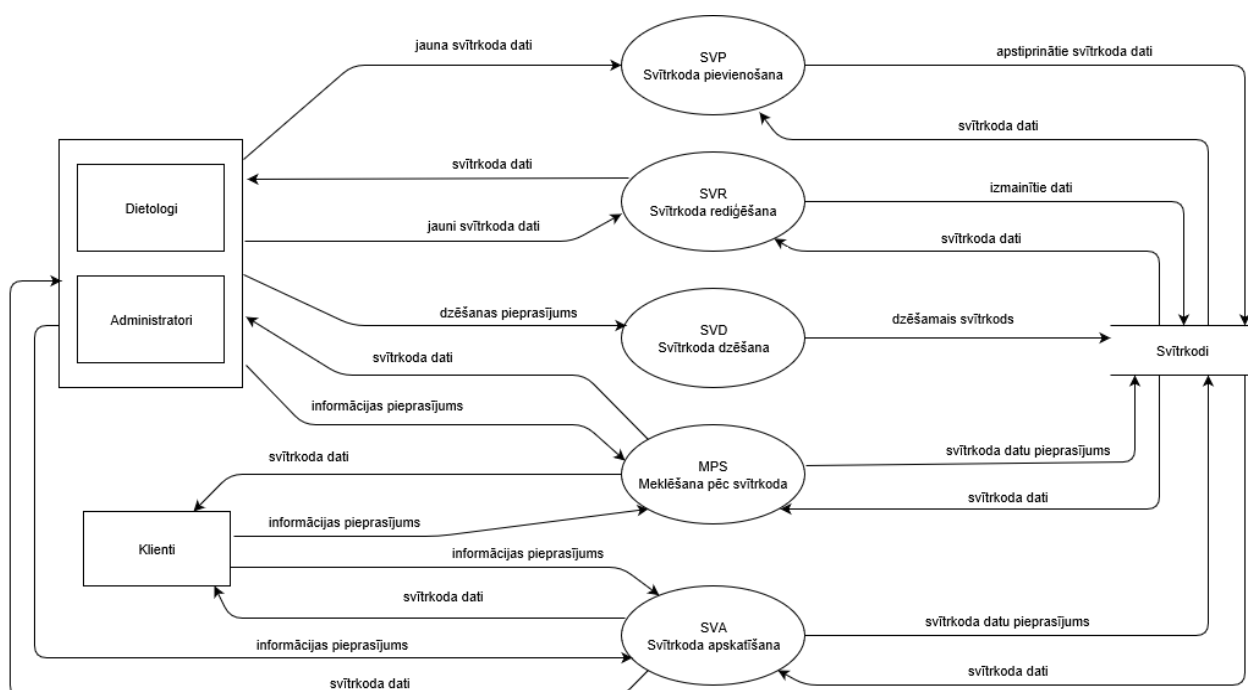 jauna svītrkoda dati
SVP
Svītrkoda pievienošana
apstiprinātie svītrkoda dati
svītrkoda dati
svītrkoda dati
SVR
Svītrkoda rediģēšana
izmainītie dati
Dietologi
jauni svītrkoda dati
svītrkoda dati
Administratori
dzēšanas pieprasījums
SVD
Svītrkoda dzēšana
dzēšamais svītrkods
Svītrkodi
svītrkoda dati
informācijas pieprasījums
MPS
Meklēšana pēc svītrkoda
svītrkoda datu pieprasījums
svītrkoda dati
svītrkoda dati
informācijas pieprasījums
Klienti
informācijas pieprasījums
svītrkoda dati
SVA
Svītrkoda apskatīšana
svītrkoda datu pieprasījums
informācijas pieprasījums
svītrkoda dati
svītrkoda dati